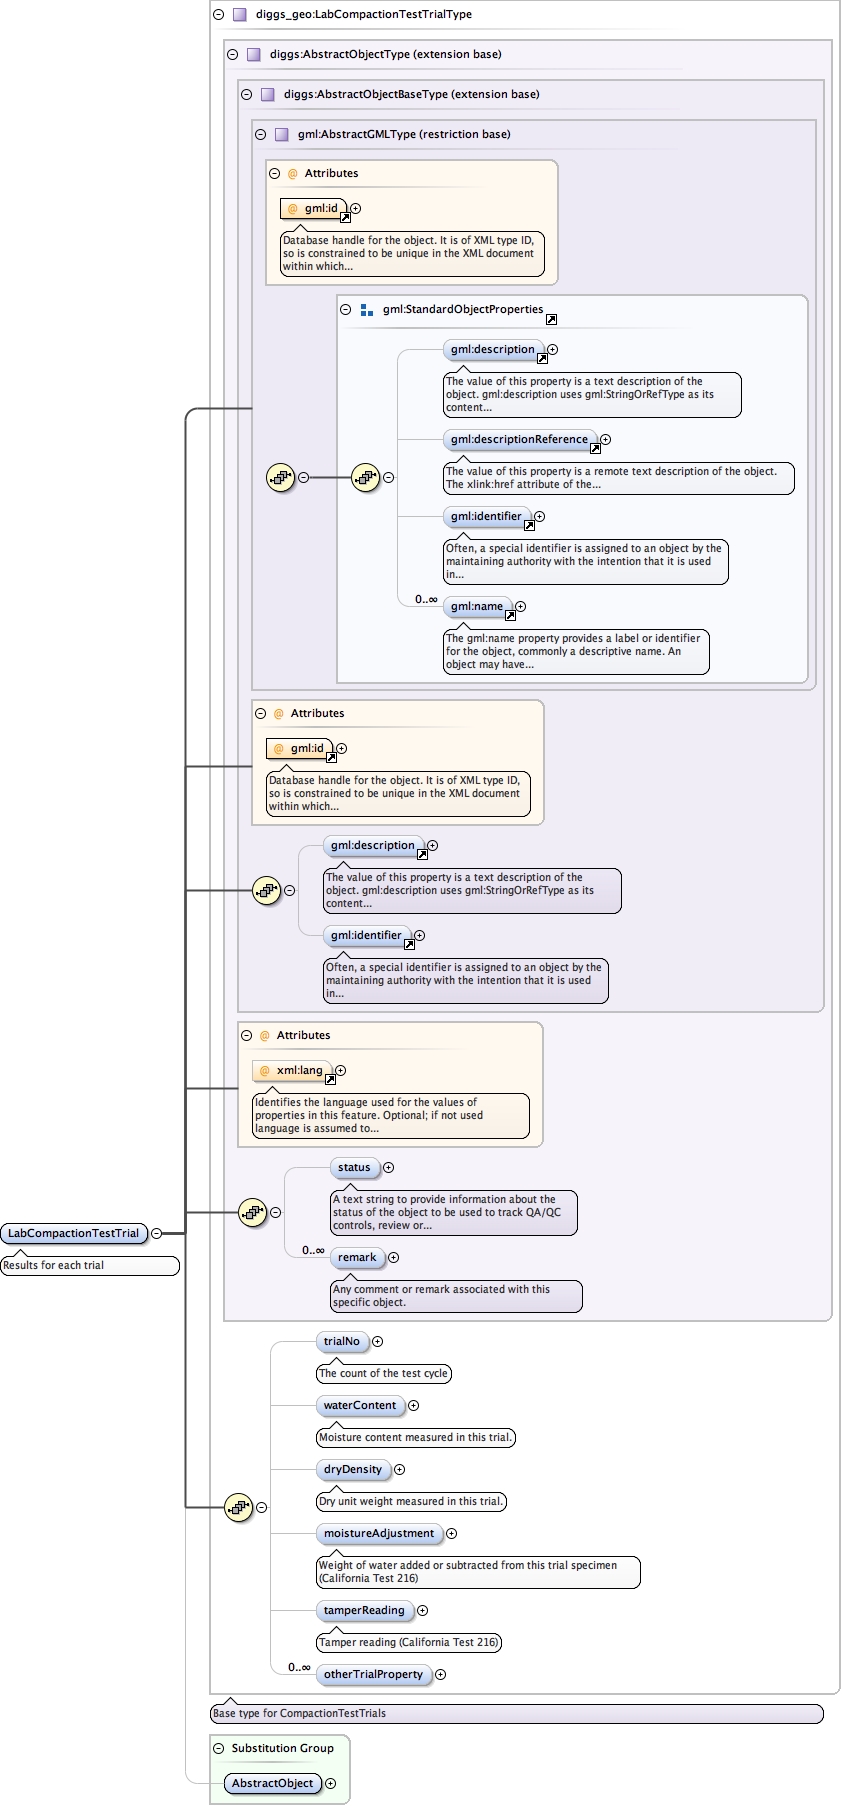 diggs_geo:LabCompactionTestTrialType
diggs:AbstractObjectType (extension base)
diggs:AbstractObjectBaseType (extension base)
gml:AbstractGMLType (restriction base)
@ Attributes
@ gml:id
Database handle for the object. It is of XML type ID,
so is constrained to be unique in the XML document
within which...
gml:StandardObjectProperties
gml:description
The value of this property is a text description of the
object. gml:description uses gml:StringOrRefType as its
content...
gml:descriptionReference
The value of this property is a remote text description of the object.
The xlink:href attribute of the...
gml:identifier
Often, a special identifier is assigned to an object by the
maintaining authority with the intention that it is used
in...
0..∞
gml:name
The gml:name property provides a label or identifier
for the object, commonly a descriptive name. An
object may have...
@ Attributes
@ gml:id
Database handle for the object. It is of XML type ID,
so is constrained to be unique in the XML document
within which...
gml:description
The value of this property is a text description of the
object. gml:description uses gml:StringOrRefType as its
content...
gml:identifier
Often, a special identifier is assigned to an object by the
maintaining authority with the intention that it is used
in...
@ Attributes
@ xml:lang
Identifies the language used for the values of
properties in this feature. Optional; if not used
language is assumed to...
status
A text string to provide information about the
status of the object to be used to track QA/QC
controls, review or...
LabCompactionTestTrial
Results for each trial
0..∞
remark
Any comment or remark associated with this
specific object.
trialNo
The count of the test cycle
waterContent
Moisture content measured in this trial.
dryDensity
Dry unit weight measured in this trial.
moistureAdjustment
Weight of water added or subtracted from this trial specimen
(California Test 216)
tamperReading
Tamper reading (California Test 216)
0..∞
otherTrialProperty
Base type for CompactionTestTrials
Substitution Group
AbstractObject